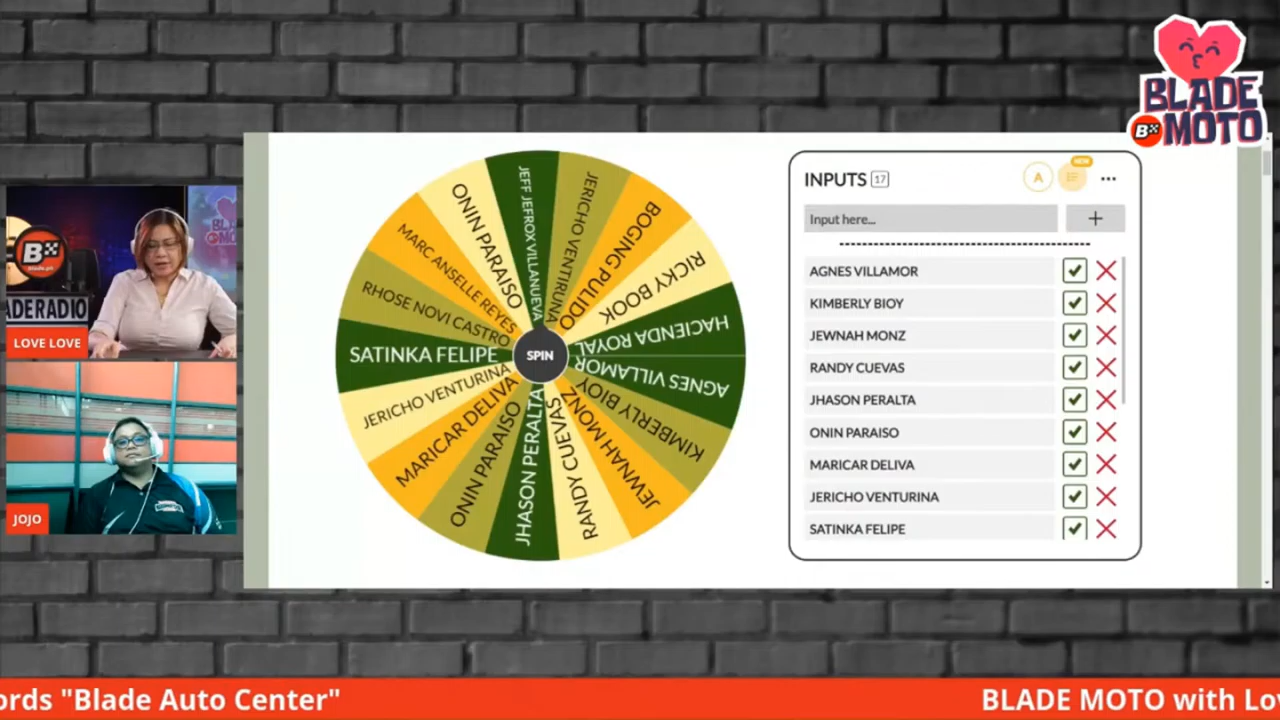 BLADE
MOTO
B
ADERADIO
LOVE LOVE
JOJO
JEFF JEFROX VILLANUEVA
JERICHO VENTIRUNA
BOGING PULIDO
RICKY BOOK
HACIENDA ROYAL
AGNES VILLAMOR
KIMBERLY BIOY
JEWNAH MONZ
RANDY CUEVAS
JHASON PERALTA
ONIN PARAISO
MARICAR DELIVA
JERICHO VENTURINA
SATINKA FELIPE
RHOSE NOVI CASTRO
MARC ANSELLE REYES
ONIN PARAISO
SPIN
INPUTS 17
A
NEW
Input here...
AGNES VILLAMOR
KIMBERLY BIOY
JEWNAH MONZ
RANDY CUEVAS
JHASON PERALTA
ONIN PARAISO
MARICAR DELIVA
JERICHO VENTURINA
SATINKA FELIPE
ords "Blade Auto Center"
BLADE MOTO with Lov